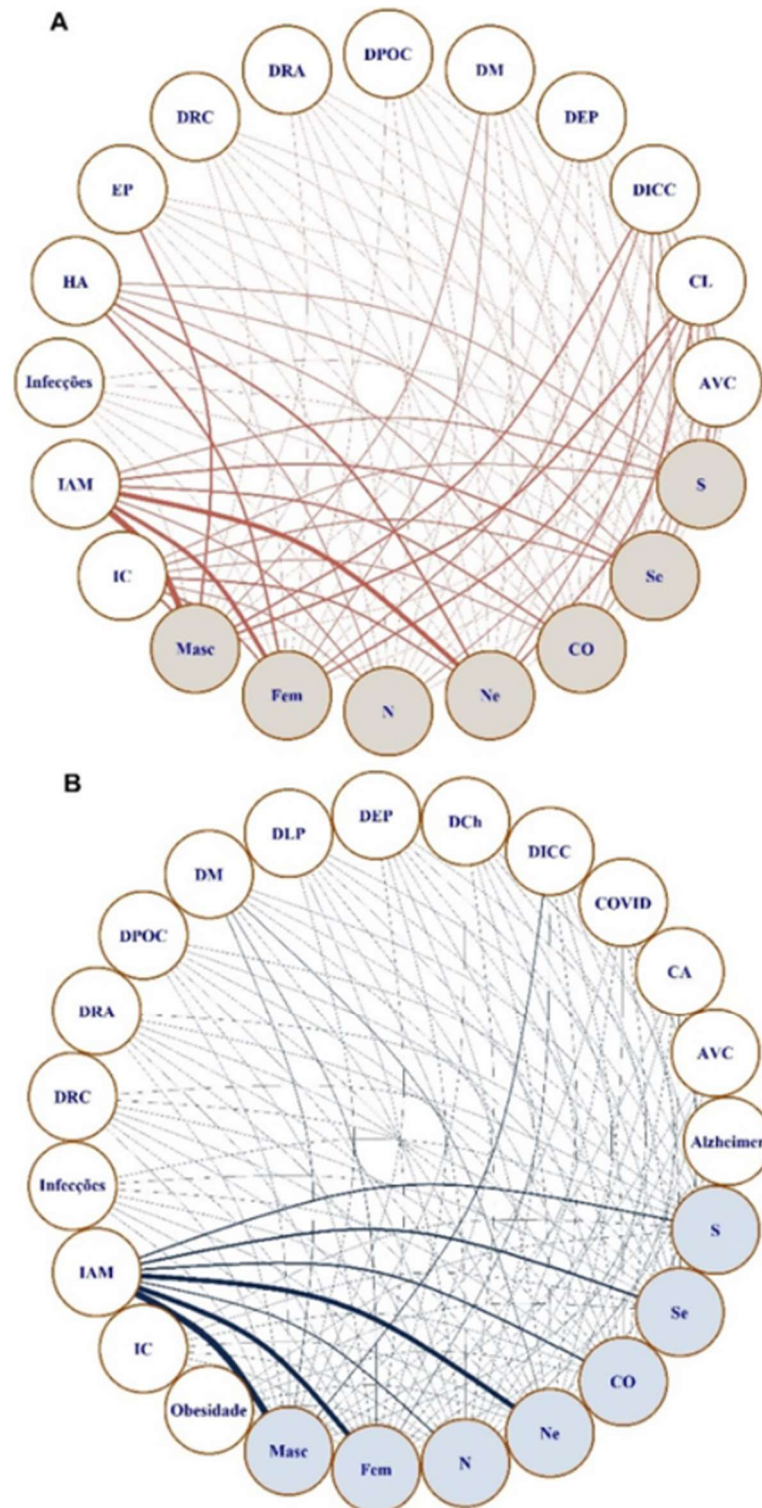 A
DPOC
DRA
DM
DRC
DEP
EP
DICC
HA
CL
Infecções
AVC
IAM
S
IC
Se
Masc
CO
Fem
Ne
N
B
DEP
DCh
DLP
DICC
DM
COVID
DPOC
CA
DRA
AVC
DRC
Alzheimer
Infecções
S
IAM
Se
IC
CO
Obesidade
Ne
Masc
N
Fem